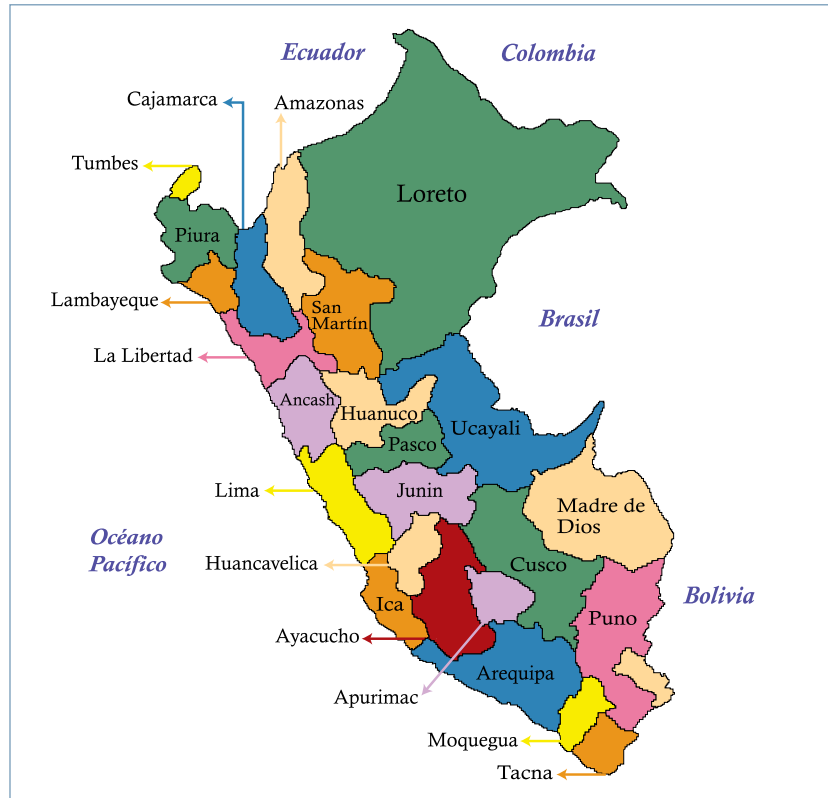 Ecuador
Colombia
Cajamarca
Amazonas
Tumbes
Loreto
Piura
Lambayeque
San
Martín
Brasil
La Libertad
Ancash
Huanuco
Ucayali
Pasco
Lima
Junin
Madre de
Dios
Océano
Pacífico
Huancavelica
Cusco
Ica
Bolivia
Puno
Ayacucho
Arequipa
Apurimac
Moquegua
Tacna